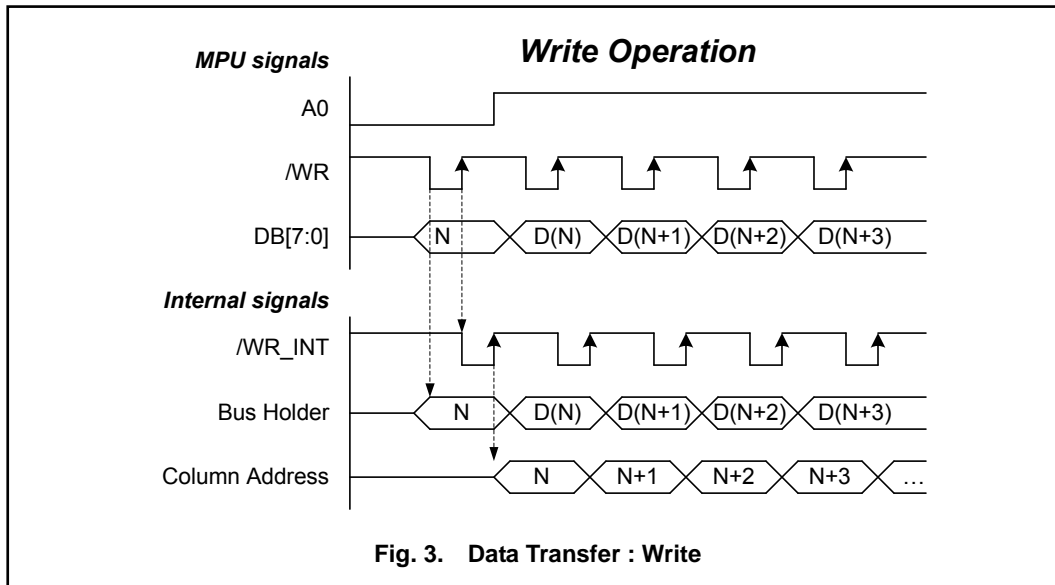 Write Operation
MPU signals
A0
/WR
DB[7:0] N D(N) D(N+1) D(N+2) D(N+3)
Internal signals
/WR_INT
Bus Holder N D(N) D(N+1) D(N+2) D(N+3)
Column Address N N+1 N+2 N+3 ...
Fig. 3. Data Transfer : Write